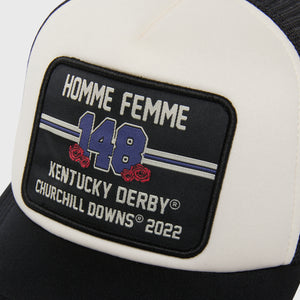 HOMME FEMME
148
KENTUCKY DERBY®
CHURCHILL DOWNS® 2022